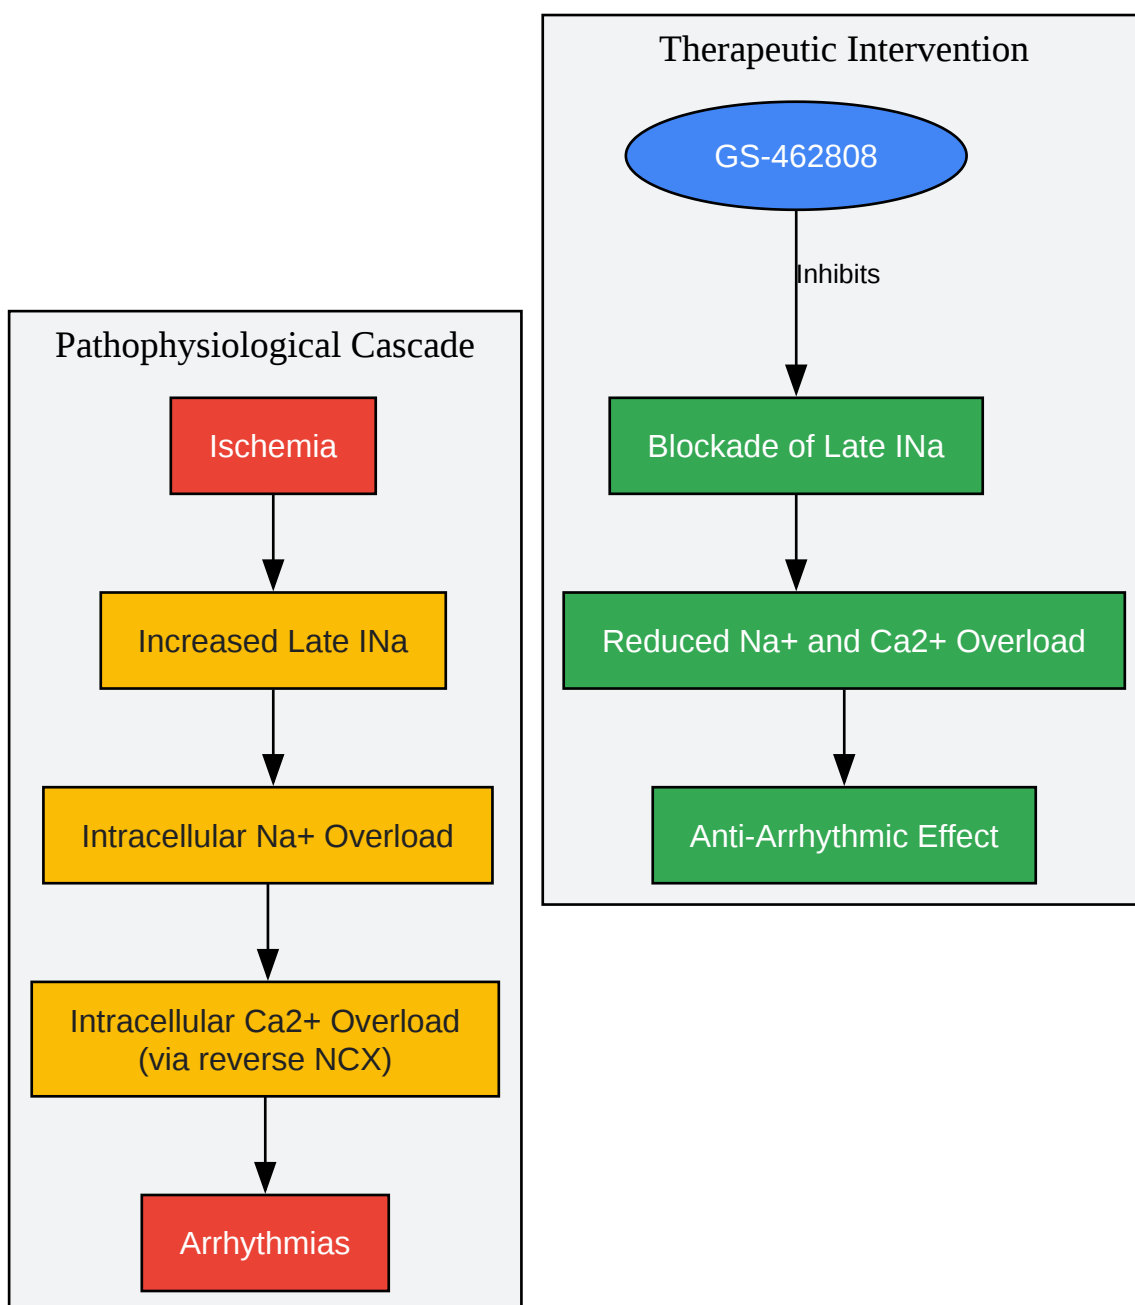 Therapeutic Intervention
GS-462808
Inhibits
Blockade of Late INa
Reduced Na+ and Ca2+ Overload
Anti-Arrhythmic Effect
Pathophysiological Cascade
Ischemia
Increased Late INa
Intracellular Na+ Overload
Intracellular Ca2+ Overload
(via reverse NCX)
Arrhythmias